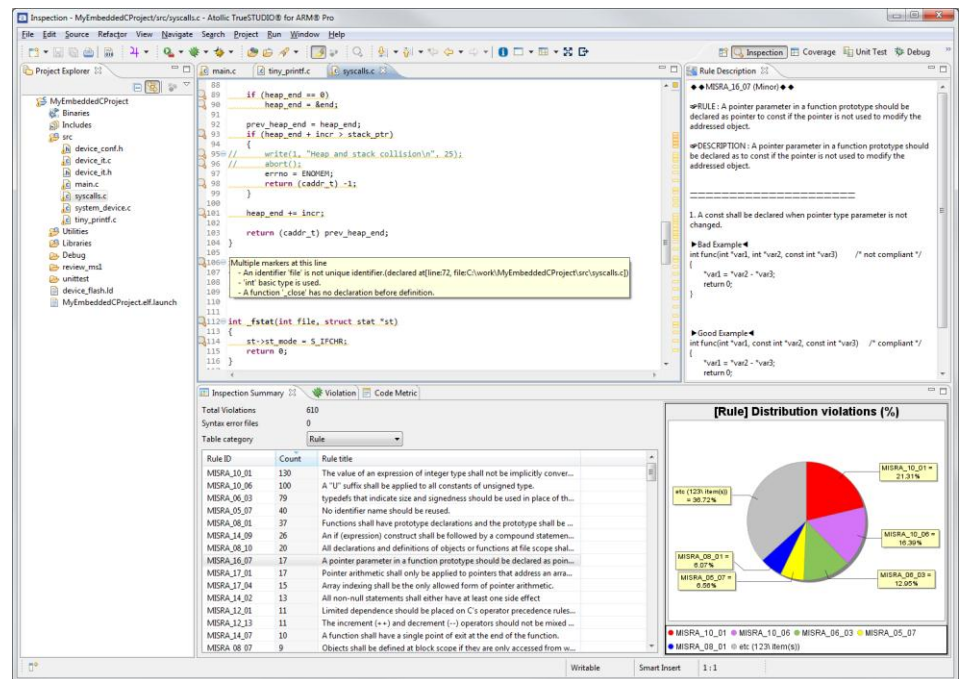 Inspection - MyEmbeddedCProject/src/syscalls.c - Atollic TrueSTUDIO® for ARM® Pro
File Edit Source Refactor View Navigate Search Project Run Window Help
Inspection Coverage Unit Test Debug
Project Explorer
MyEmbeddedCProject
Binaries
Includes
src
device_conf.h
device_it.c
device_it.h
main.c
syscalls.c
system_device.c
tiny_printf.c
Utilities
Libraries
Debug
review_ms1
unittest
device_flash.ld
MyEmbeddedCProject.elf.launch
main.c tiny_printf.c syscalls.c
88
89 if (heap_end == 0)
90 heap_end = &end;
91
92 prev_heap_end = heap_end;
93 if (heap_end + incr > stack_ptr)
94 {
95 // write(1, "Heap and stack collision\n", 25);
96 // abort();
97 errno = ENOMEM;
98 return (caddr_t) -1;
99 }
100
101 heap_end += incr;
102
103 return (caddr_t) prev_heap_end;
104 }
105
106 Multiple markers at this line
107 - An identifier 'file' is not unique identifier.(declared at[line:72, file:C:\work\MyEmbeddedCProject\src\syscalls.c])
108 - 'int' basic type is used.
109 - A function '_close' has no declaration before definition.
110
111
112 int _fstat(int file, struct stat *st)
113 {
114 st->st_mode = S_IFCHR;
115 return 0;
116 }
Rule Description
◆◆MISRA_16_07 (Minor)◆◆
☞RULE : A pointer parameter in a function prototype should be
declared as pointer to const if the pointer is not used to modify the
addressed object.
☞DESCRIPTION : A pointer parameter in a function prototype should
be declared as to const if the pointer is not used to modify the
addressed object.
1. A const shall be declared when pointer type parameter is not
changed.
▶Bad Example◀
int func(int *var1, int *var2, const int *var3) /* not compliant */
{
*var1 = *var2 - *var3;
return 0;
}
▶Good Example◀
int func(int *var1, const int *var2, const int *var3) /* compliant */
{
*var1 = *var2 - *var3;
return 0;
Inspection Summary Violation Code Metric
Total Violations 610
Syntax error files 0
Table category Rule
Rule ID Count Rule title
MISRA_10_01 130 The value of an expression of integer type shall not be implicitly conver...
MISRA_10_06 100 A "U" suffix shall be applied to all constants of unsigned type.
MISRA_06_03 79 typedefs that indicate size and signedness should be used in place of th...
MISRA_05_07 40 No identifier name should be reused.
MISRA_08_01 37 Functions shall have prototype declarations and the prototype shall be ...
MISRA_14_09 26 An if (expression) construct shall be followed by a compound statemen...
MISRA_08_10 20 All declarations and definitions of objects or functions at file scope shal...
MISRA_16_07 17 A pointer parameter in a function prototype should be declared as poin...
MISRA_17_01 17 Pointer arithmetic shall only be applied to pointers that address an arra...
MISRA_17_04 15 Array indexing shall be the only allowed form of pointer arithmetic.
MISRA_14_02 13 All non-null statements shall either have at least one side effect
MISRA_12_01 11 Limited dependence should be placed on C's operator precedence rules...
MISRA_12_13 11 The increment (++) and decrement (--) operators should not be mixed ...
MISRA_14_07 10 A function shall have a single point of exit at the end of the function.
MISRA_08_07 9 Objects shall be defined at block scope if they are only accessed from w...
[Rule] Distribution violations (%)
MISRA_10_01 =
21.31%
etc (123\ item(s))
= 36.72%
MISRA_10_06 =
16.39%
MISRA_08_01 =
6.07%
MISRA_05_07 =
6.56%
MISRA_06_03 =
12.95%
MISRA_10_01 MISRA_10_06 MISRA_06_03 MISRA_05_07
MISRA_08_01 etc (123\ item(s))
Writable Smart Insert 1 : 1